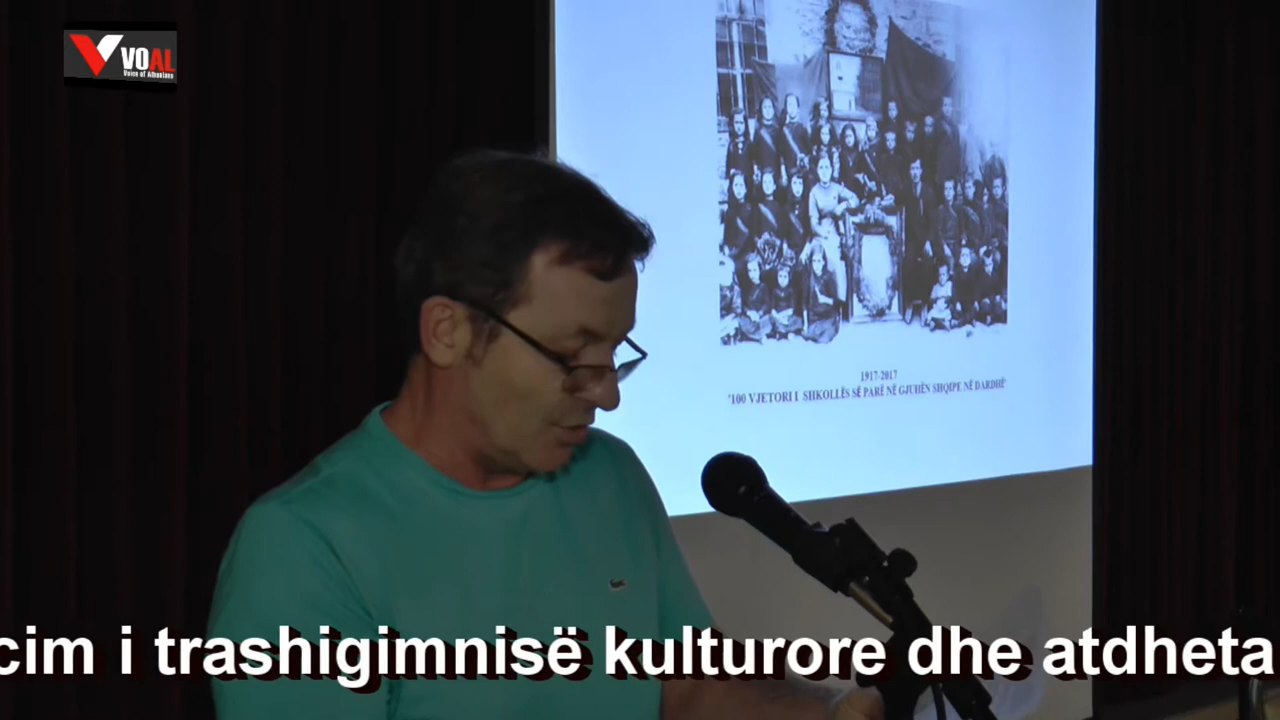 VOAL
Voice of Albanians
1917-2017
'100 VJETORI I SHKOLLËS SË PARË NË GJUHËN SHQIPE NË DARDHË'
cim i trashigimnisë kulturore dhe atdheta